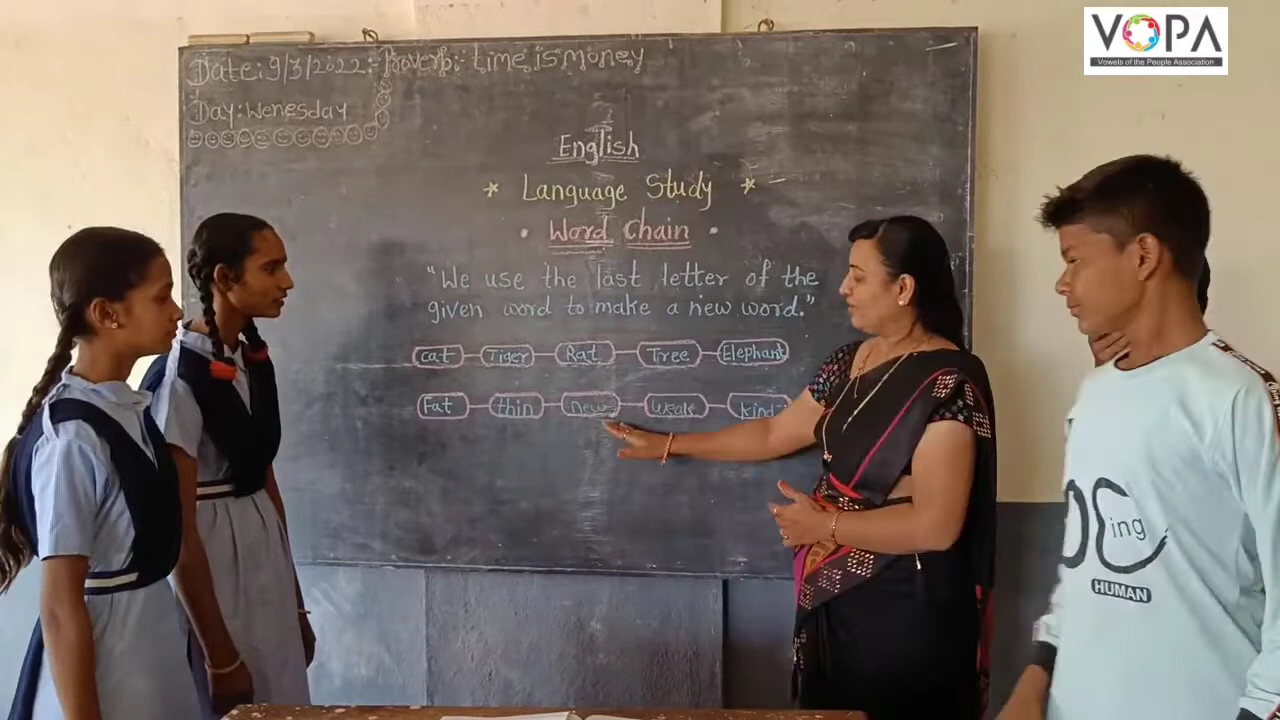 Date:9/3/2022:- Proverb:- time is money
Day:Wenesday
English
* Language Study *
• Word Chain •
"We use the last letter of the
given word to make a new word."
cat Tiger Rat Tree Elephant
Fat thin new weak kind
VOPA
Vowels of the People Association
ing
HUMAN